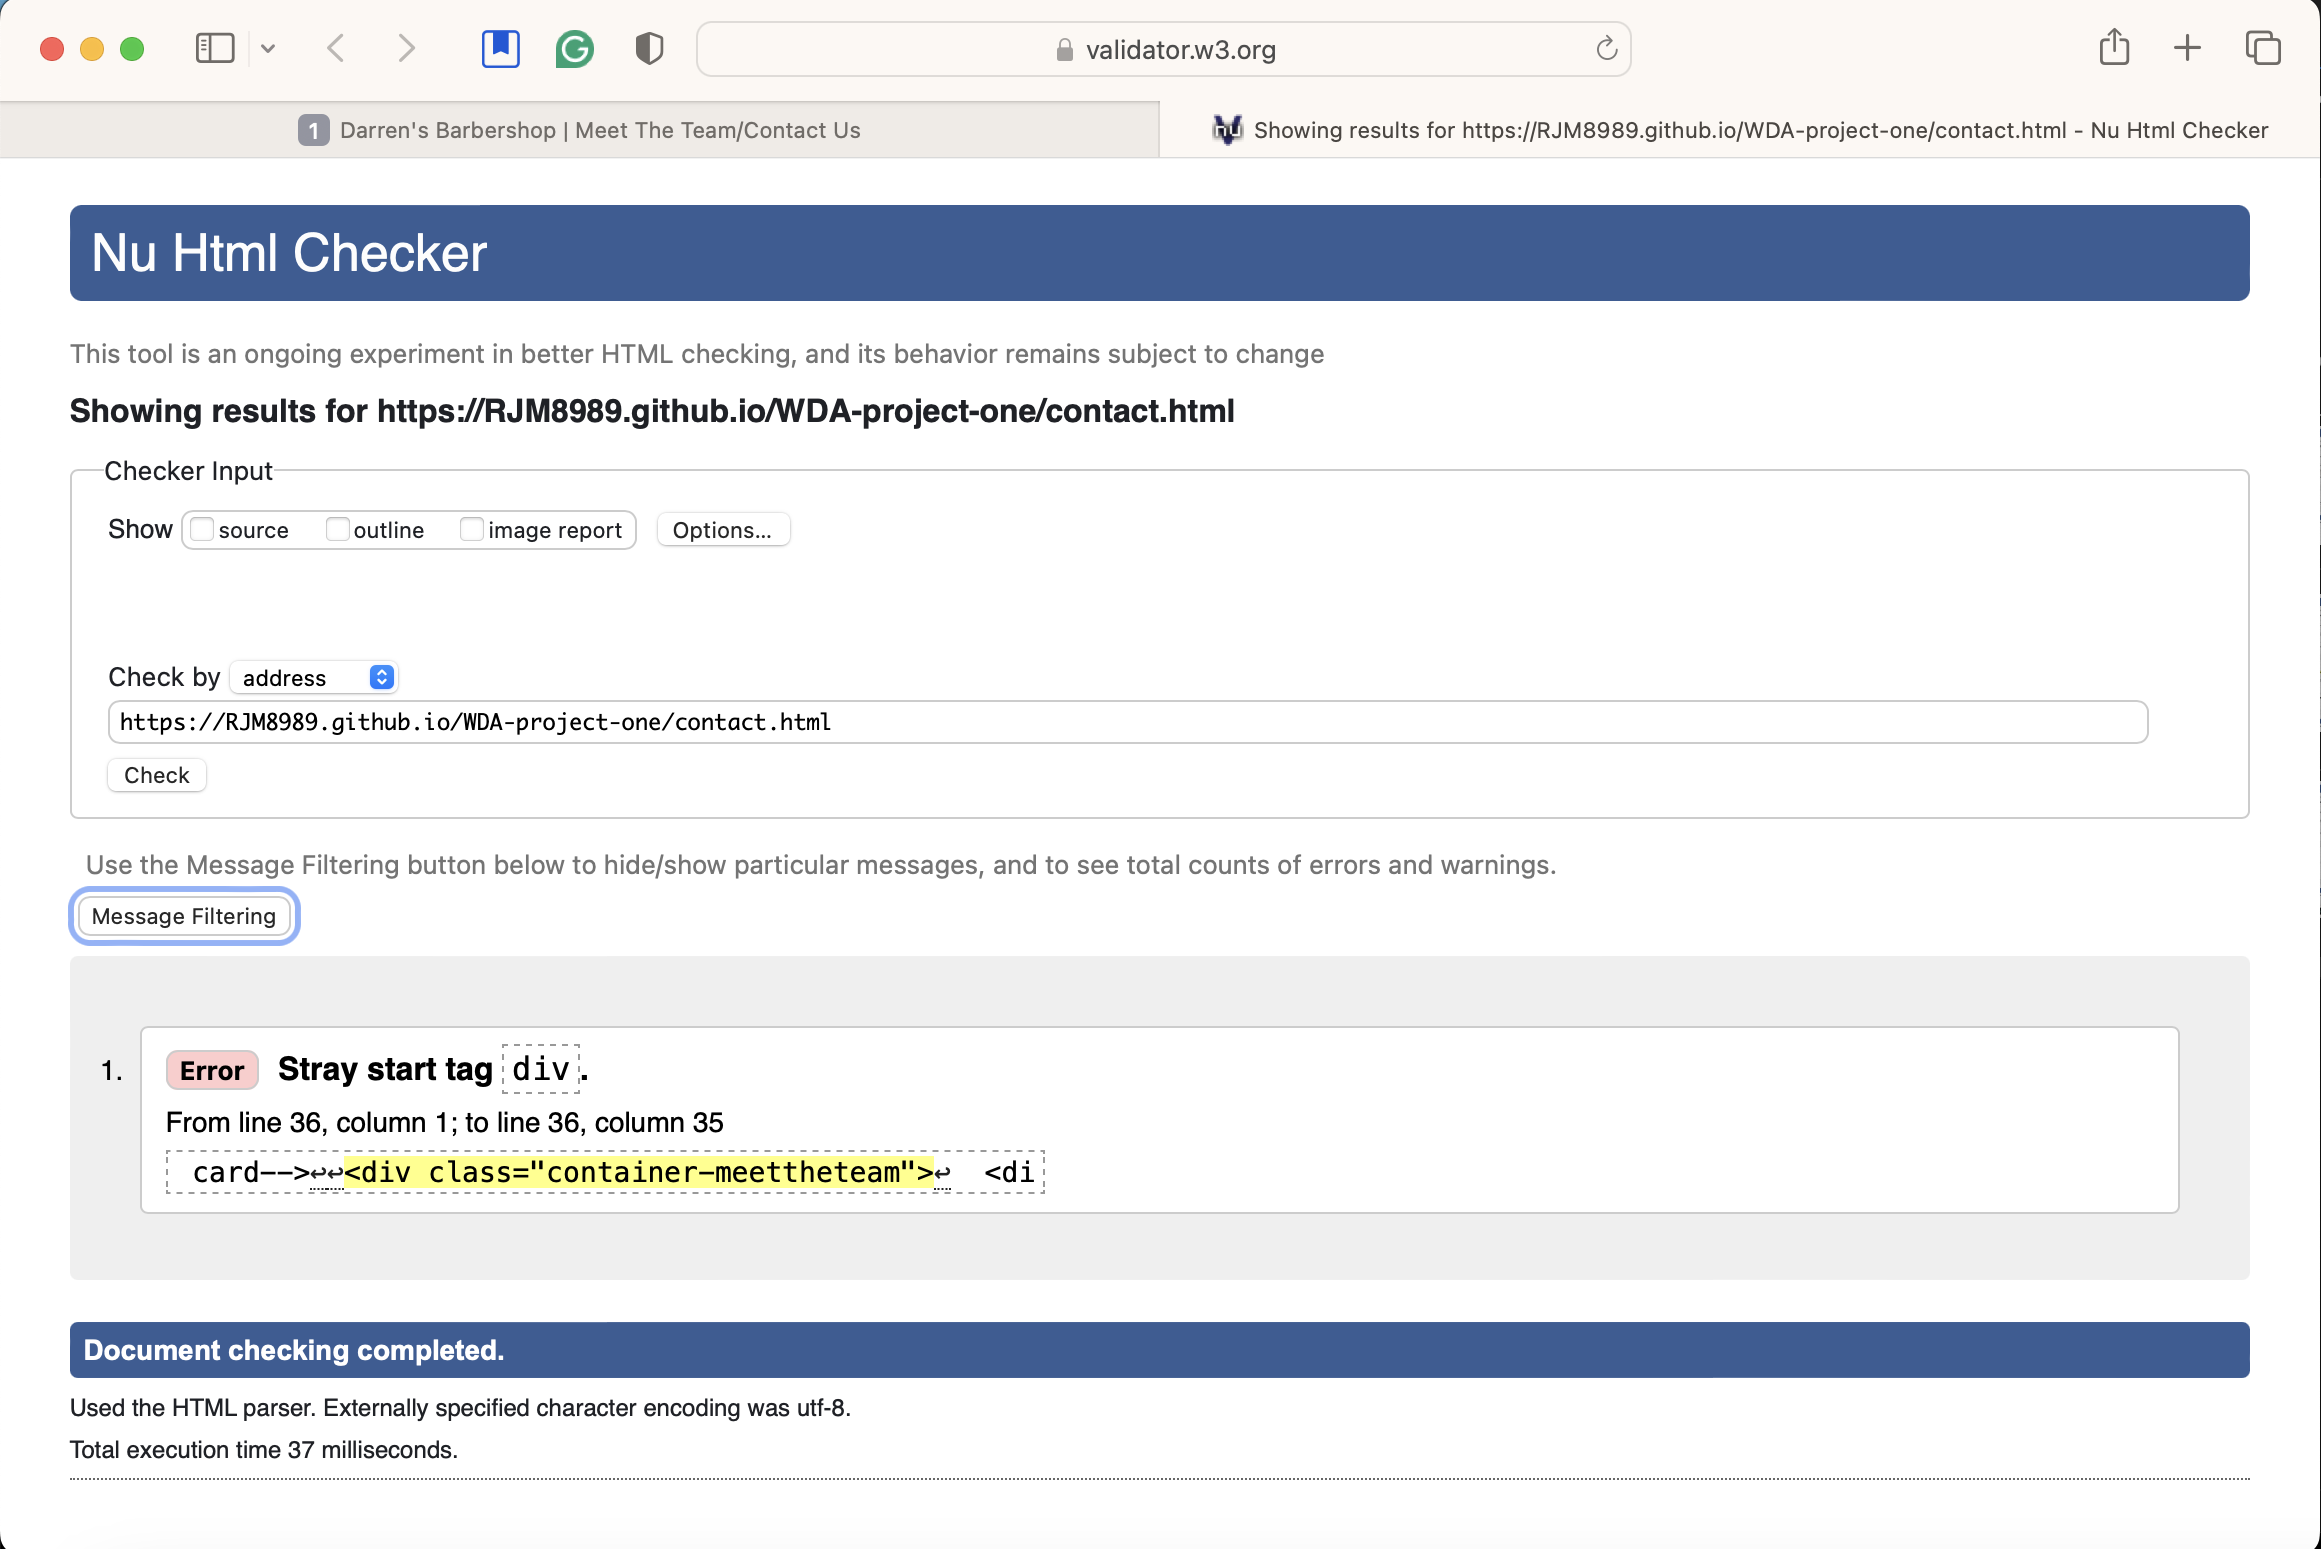 validator.w3.org
1 Darren's Barbershop | Meet The Team/Contact Us
Showing results for https://RJM8989.github.io/WDA-project-one/contact.html - Nu Html Checker
Nu Html Checker
This tool is an ongoing experiment in better HTML checking, and its behavior remains subject to change
Showing results for https://RJM8989.github.io/WDA-project-one/contact.html
Checker Input
Show source outline image report Options...
Check by address
https://RJM8989.github.io/WDA-project-one/contact.html
Check
Use the Message Filtering button below to hide/show particular messages, and to see total counts of errors and warnings.
Message Filtering
1. Error Stray start tag div.
From line 36, column 1; to line 36, column 35
card-->↩↩<div class="container-meettheteam">↩ <di
Document checking completed.
Used the HTML parser. Externally specified character encoding was utf-8.
Total execution time 37 milliseconds.